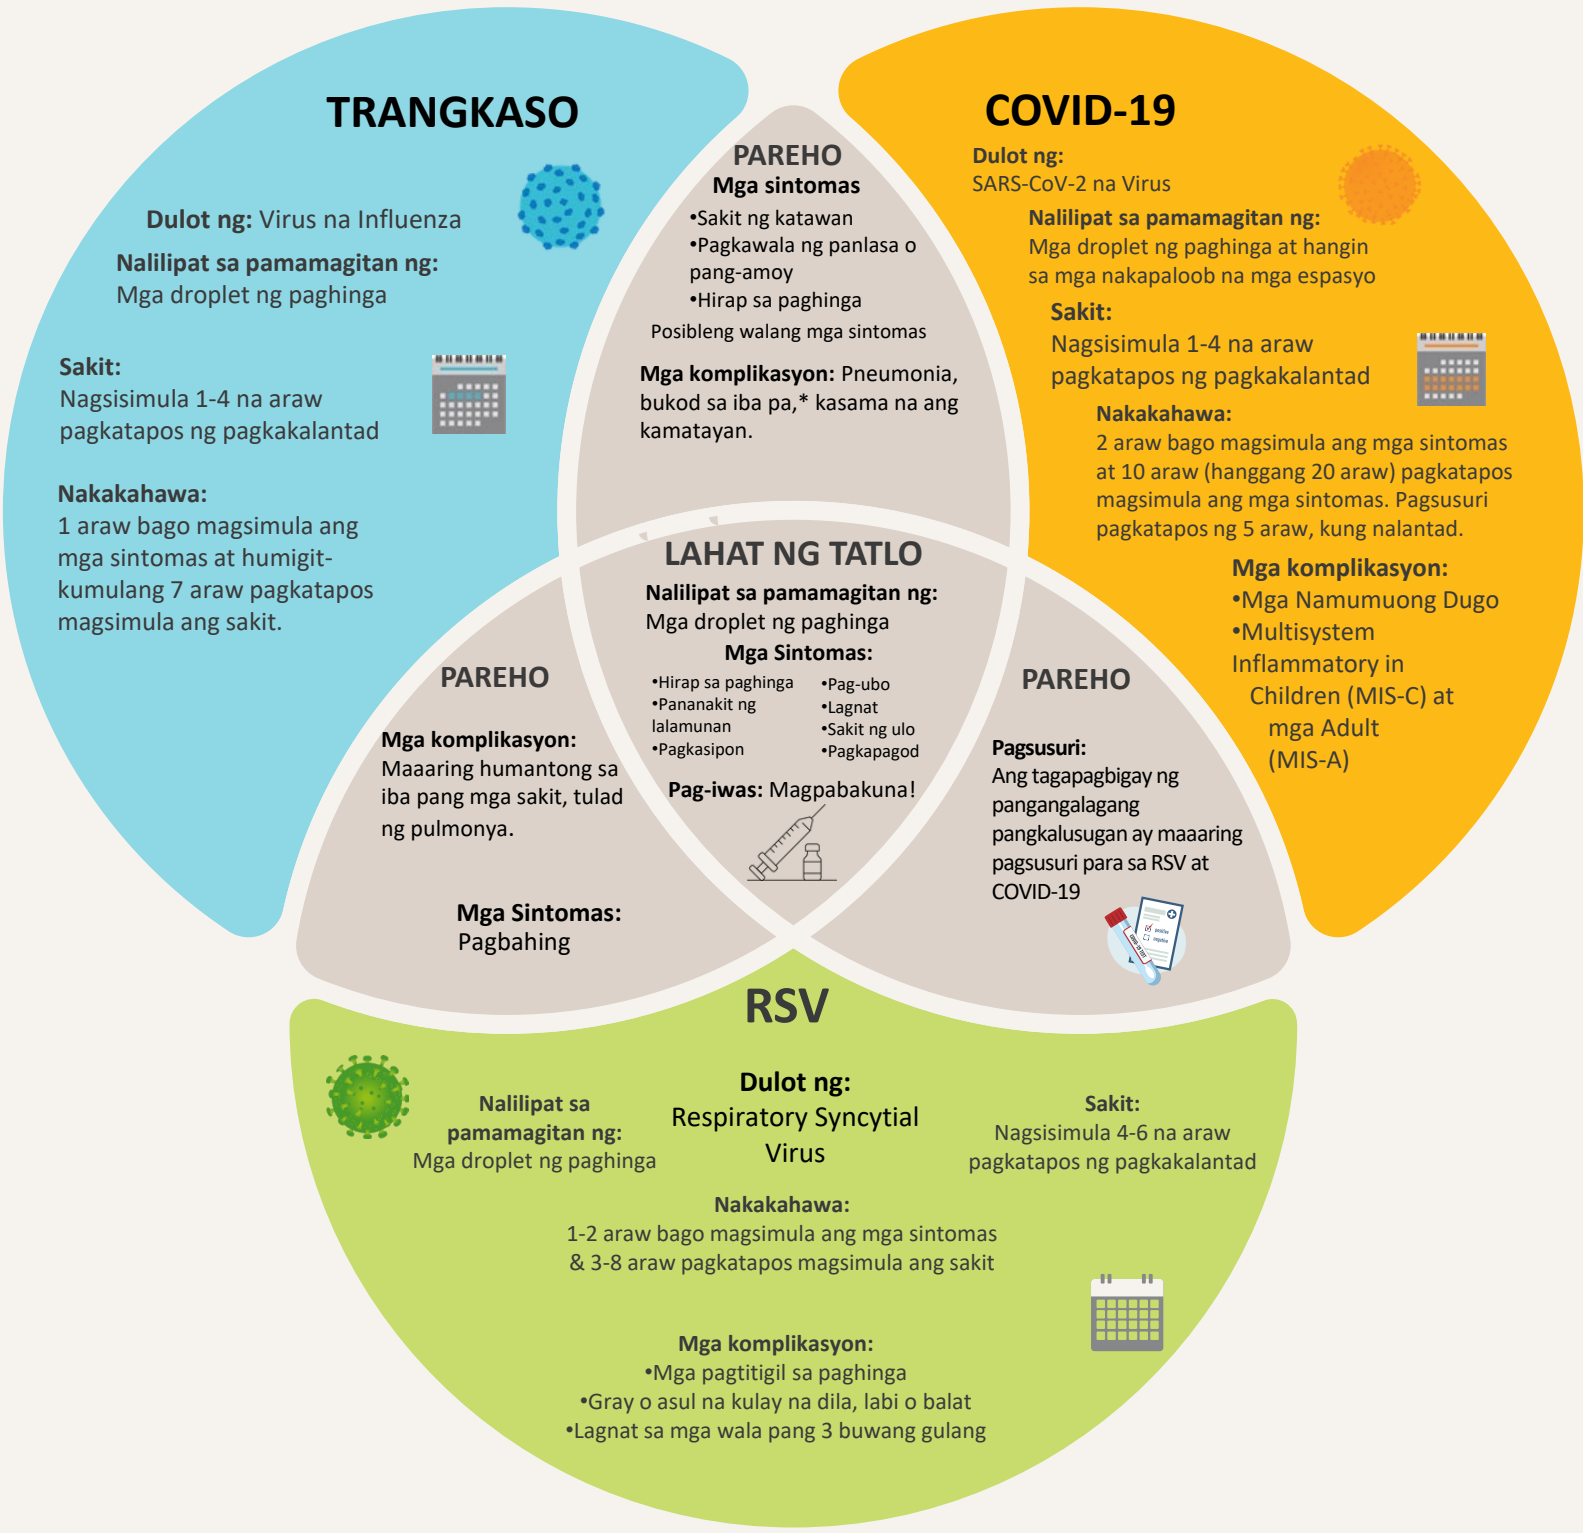 TRANGKASO
Dulot ng: Virus na Influenza
Nalilipat sa pamamagitan ng:
Mga droplet ng paghinga
Sakit:
Nagsisimula 1-4 na araw
pagkatapos ng pagkakalantad
Nakakahawa:
1 araw bago magsimula ang
mga sintomas at humigit-
kumulang 7 araw pagkatapos
magsimula ang sakit.
PAREHO
Mga sintomas
•Sakit ng katawan
•Pagkawala ng panlasa o
pang-amoy
•Hirap sa paghinga
Posibleng walang mga sintomas
Mga komplikasyon: Pneumonia,
bukod sa iba pa,* kasama na ang
kamatayan.
COVID-19
Dulot ng:
SARS-CoV-2 na Virus
Nalilipat sa pamamagitan ng:
Mga droplet ng paghinga at hangin
sa mga nakapaloob na mga espasyo
Sakit:
Nagsisimula 1-4 na araw
pagkatapos ng pagkakalantad
Nakakahawa:
2 araw bago magsimula ang mga sintomas
at 10 araw (hanggang 20 araw) pagkatapos
magsimula ang mga sintomas. Pagsusuri
pagkatapos ng 5 araw, kung nalantad.
Mga komplikasyon:
•Mga Namumuong Dugo
•Multisystem
Inflammatory in
Children (MIS-C) at
mga Adult
(MIS-A)
LAHAT NG TATLO
Nalilipat sa pamamagitan ng:
Mga droplet ng paghinga
Mga Sintomas:
•Hirap sa paghinga
•Pananakit ng
lalamunan
•Pagkasipon
•Pag-ubo
•Lagnat
•Sakit ng ulo
•Pagkapagod
Pag-iwas: Magpabakuna!
PAREHO
Mga komplikasyon:
Maaaring humantong sa
iba pang mga sakit, tulad
ng pulmonya.
Mga Sintomas:
Pagbahing
PAREHO
Pagsusuri:
Ang tagapagbigay ng
pangangalagang
pangkalusugan ay maaaring
pagsusuri para sa RSV at
COVID-19
COVID-19 TEST
positive
negative
RSV
Dulot ng:
Respiratory Syncytial
Virus
Nalilipat sa
pamamagitan ng:
Mga droplet ng paghinga
Sakit:
Nagsisimula 4-6 na araw
pagkatapos ng pagkakalantad
Nakakahawa:
1-2 araw bago magsimula ang mga sintomas
& 3-8 araw pagkatapos magsimula ang sakit
Mga komplikasyon:
•Mga pagtitigil sa paghinga
•Gray o asul na kulay na dila, labi o balat
•Lagnat sa mga wala pang 3 buwang gulang